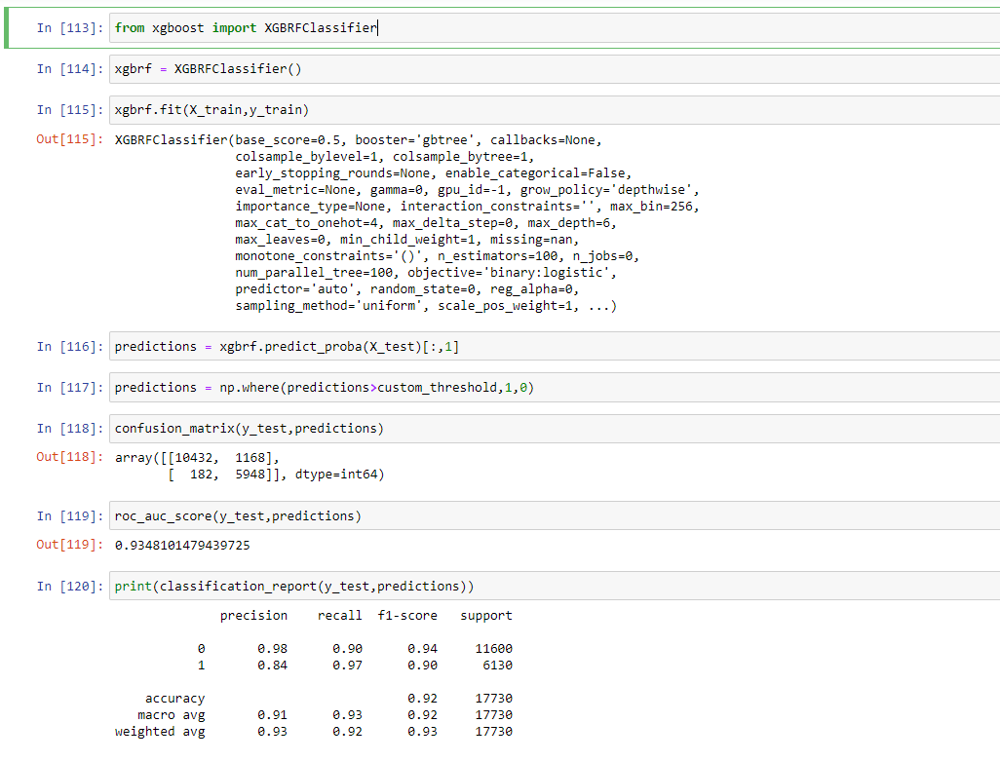 In [113]: from xgboost import XGBRFClassifier
In [114]: xgbrf = XGBRFClassifier()
In [115]: xgbrf.fit(X_train,y_train)
Out[115]: XGBRFClassifier(base_score=0.5, booster='gbtree', callbacks=None,
colsample_bylevel=1, colsample_bytree=1,
early_stopping_rounds=None, enable_categorical=False,
eval_metric=None, gamma=0, gpu_id=-1, grow_policy='depthwise',
importance_type=None, interaction_constraints='', max_bin=256,
max_cat_to_onehot=4, max_delta_step=0, max_depth=6,
max_leaves=0, min_child_weight=1, missing=nan,
monotone_constraints='()', n_estimators=100, n_jobs=0,
num_parallel_tree=100, objective='binary:logistic',
predictor='auto', random_state=0, reg_alpha=0,
sampling_method='uniform', scale_pos_weight=1, ...)
In [116]: predictions = xgbrf.predict_proba(X_test)[:,1]
In [117]: predictions = np.where(predictions>custom_threshold,1,0)
In [118]: confusion_matrix(y_test,predictions)
Out[118]: array([[10432, 1168],
[ 182, 5948]], dtype=int64)
In [119]: roc_auc_score(y_test,predictions)
Out[119]: 0.9348101479439725
In [120]: print(classification_report(y_test,predictions))
precision recall f1-score support
0 0.98 0.90 0.94 11600
1 0.84 0.97 0.90 6130
accuracy 0.92 17730
macro avg 0.91 0.93 0.92 17730
weighted avg 0.93 0.92 0.93 17730